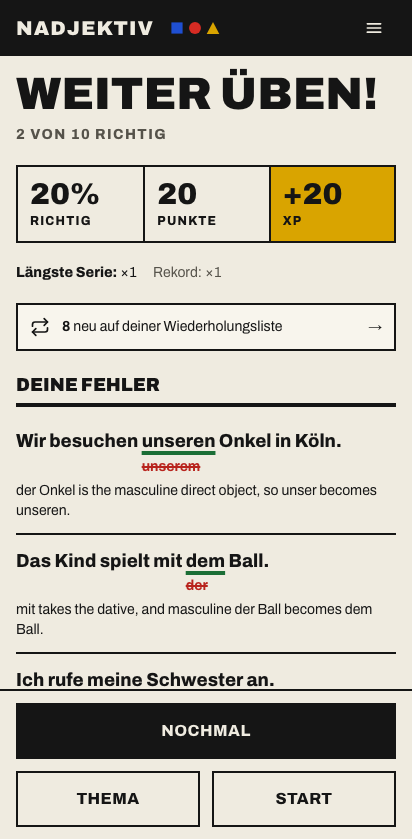 NADJEKTIV
WEITER ÜBEN!
2 VON 10 RICHTIG
20%
RICHTIG
20
PUNKTE
+20
XP
Längste Serie: ×1 Rekord: ×1
8 neu auf deiner Wiederholungsliste →
DEINE FEHLER
Wir besuchen unseren Onkel in Köln.
unserem
der Onkel is the masculine direct object, so unser becomes
unseren.
Das Kind spielt mit dem Ball.
der
mit takes the dative, and masculine der Ball becomes dem
Ball.
Ich rufe meine Schwester an.
NOCHMAL
THEMA
START